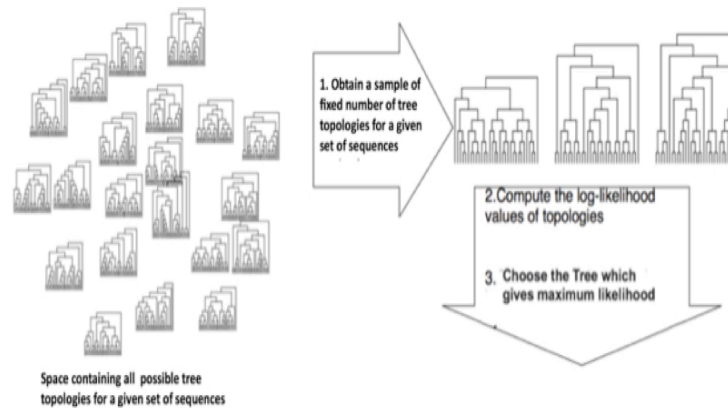 1. Obtain a sample of
fixed number of tree
topologies for a given
set of sequences
2.Compute the log-likelihood
values of topologies
3. Choose the Tree which
gives maximum likelihood
Space containing all possible tree
topologies for a given set of sequences